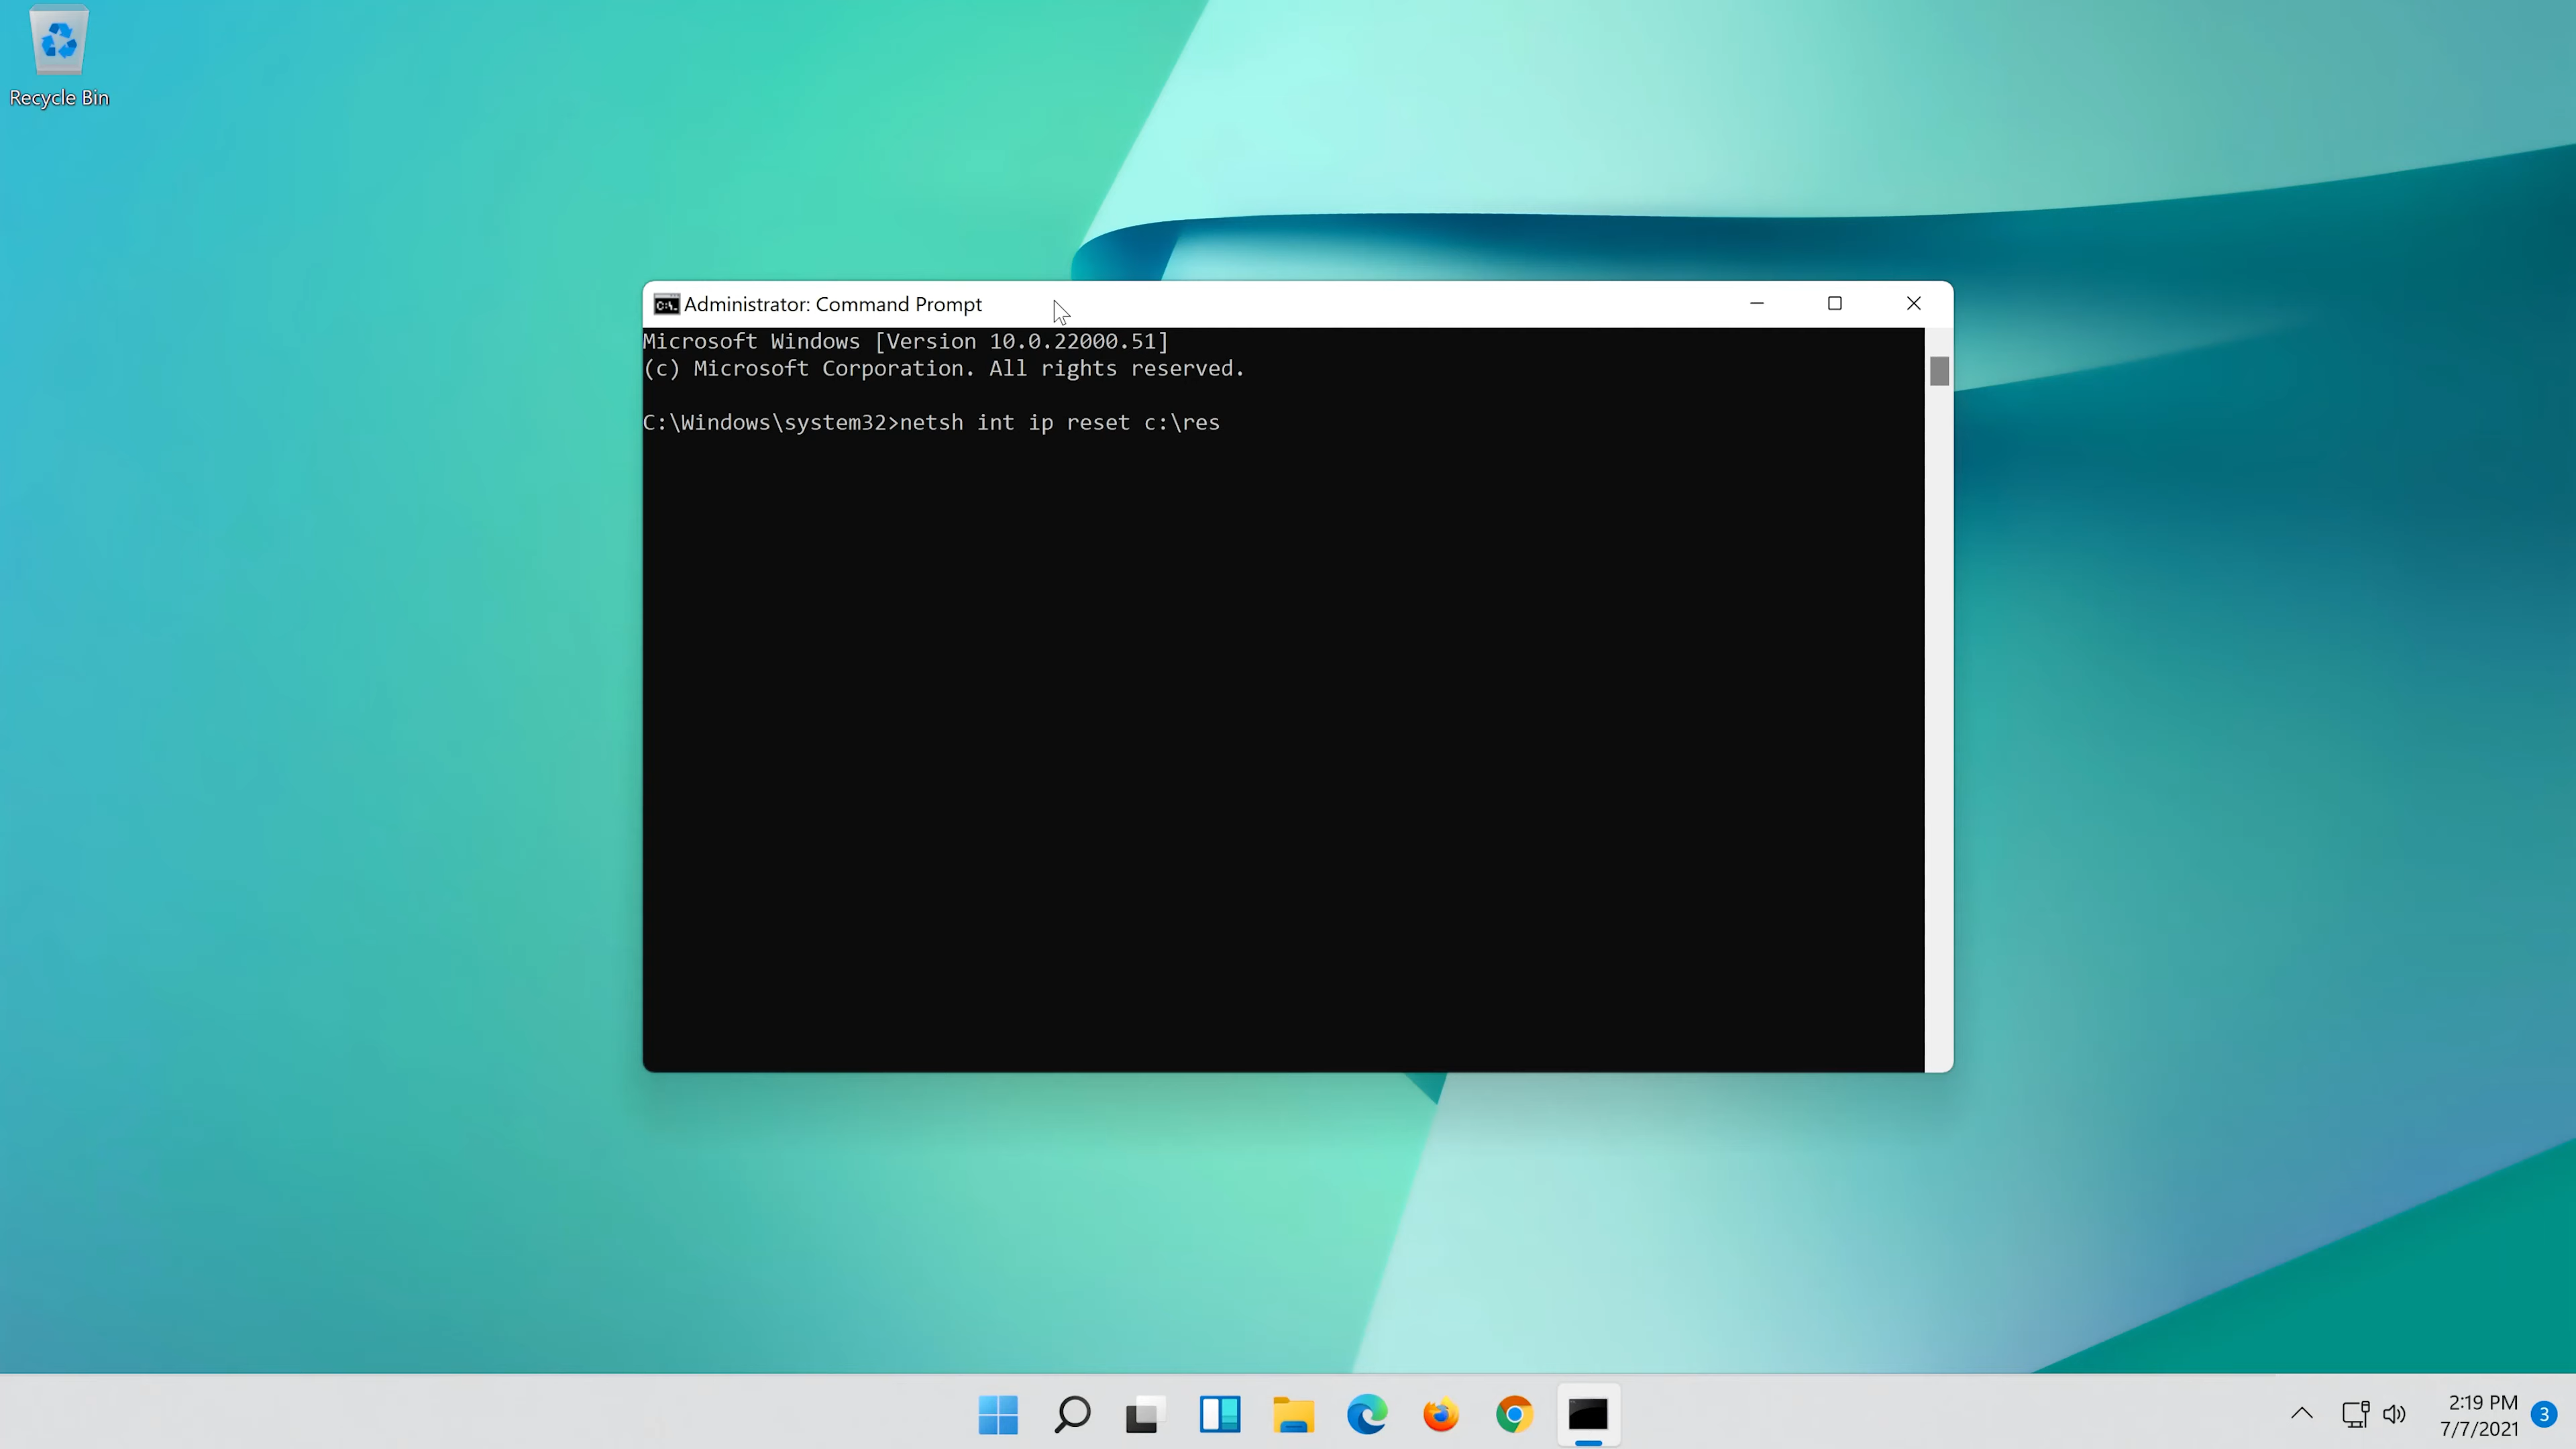 Recycle Bin
Administrator: Command Prompt
Microsoft Windows [Version 10.0.22000.51]
(c) Microsoft Corporation. All rights reserved.
C:\Windows\system32>netsh int ip reset c:\res
2:19 PM
7/7/2021
3